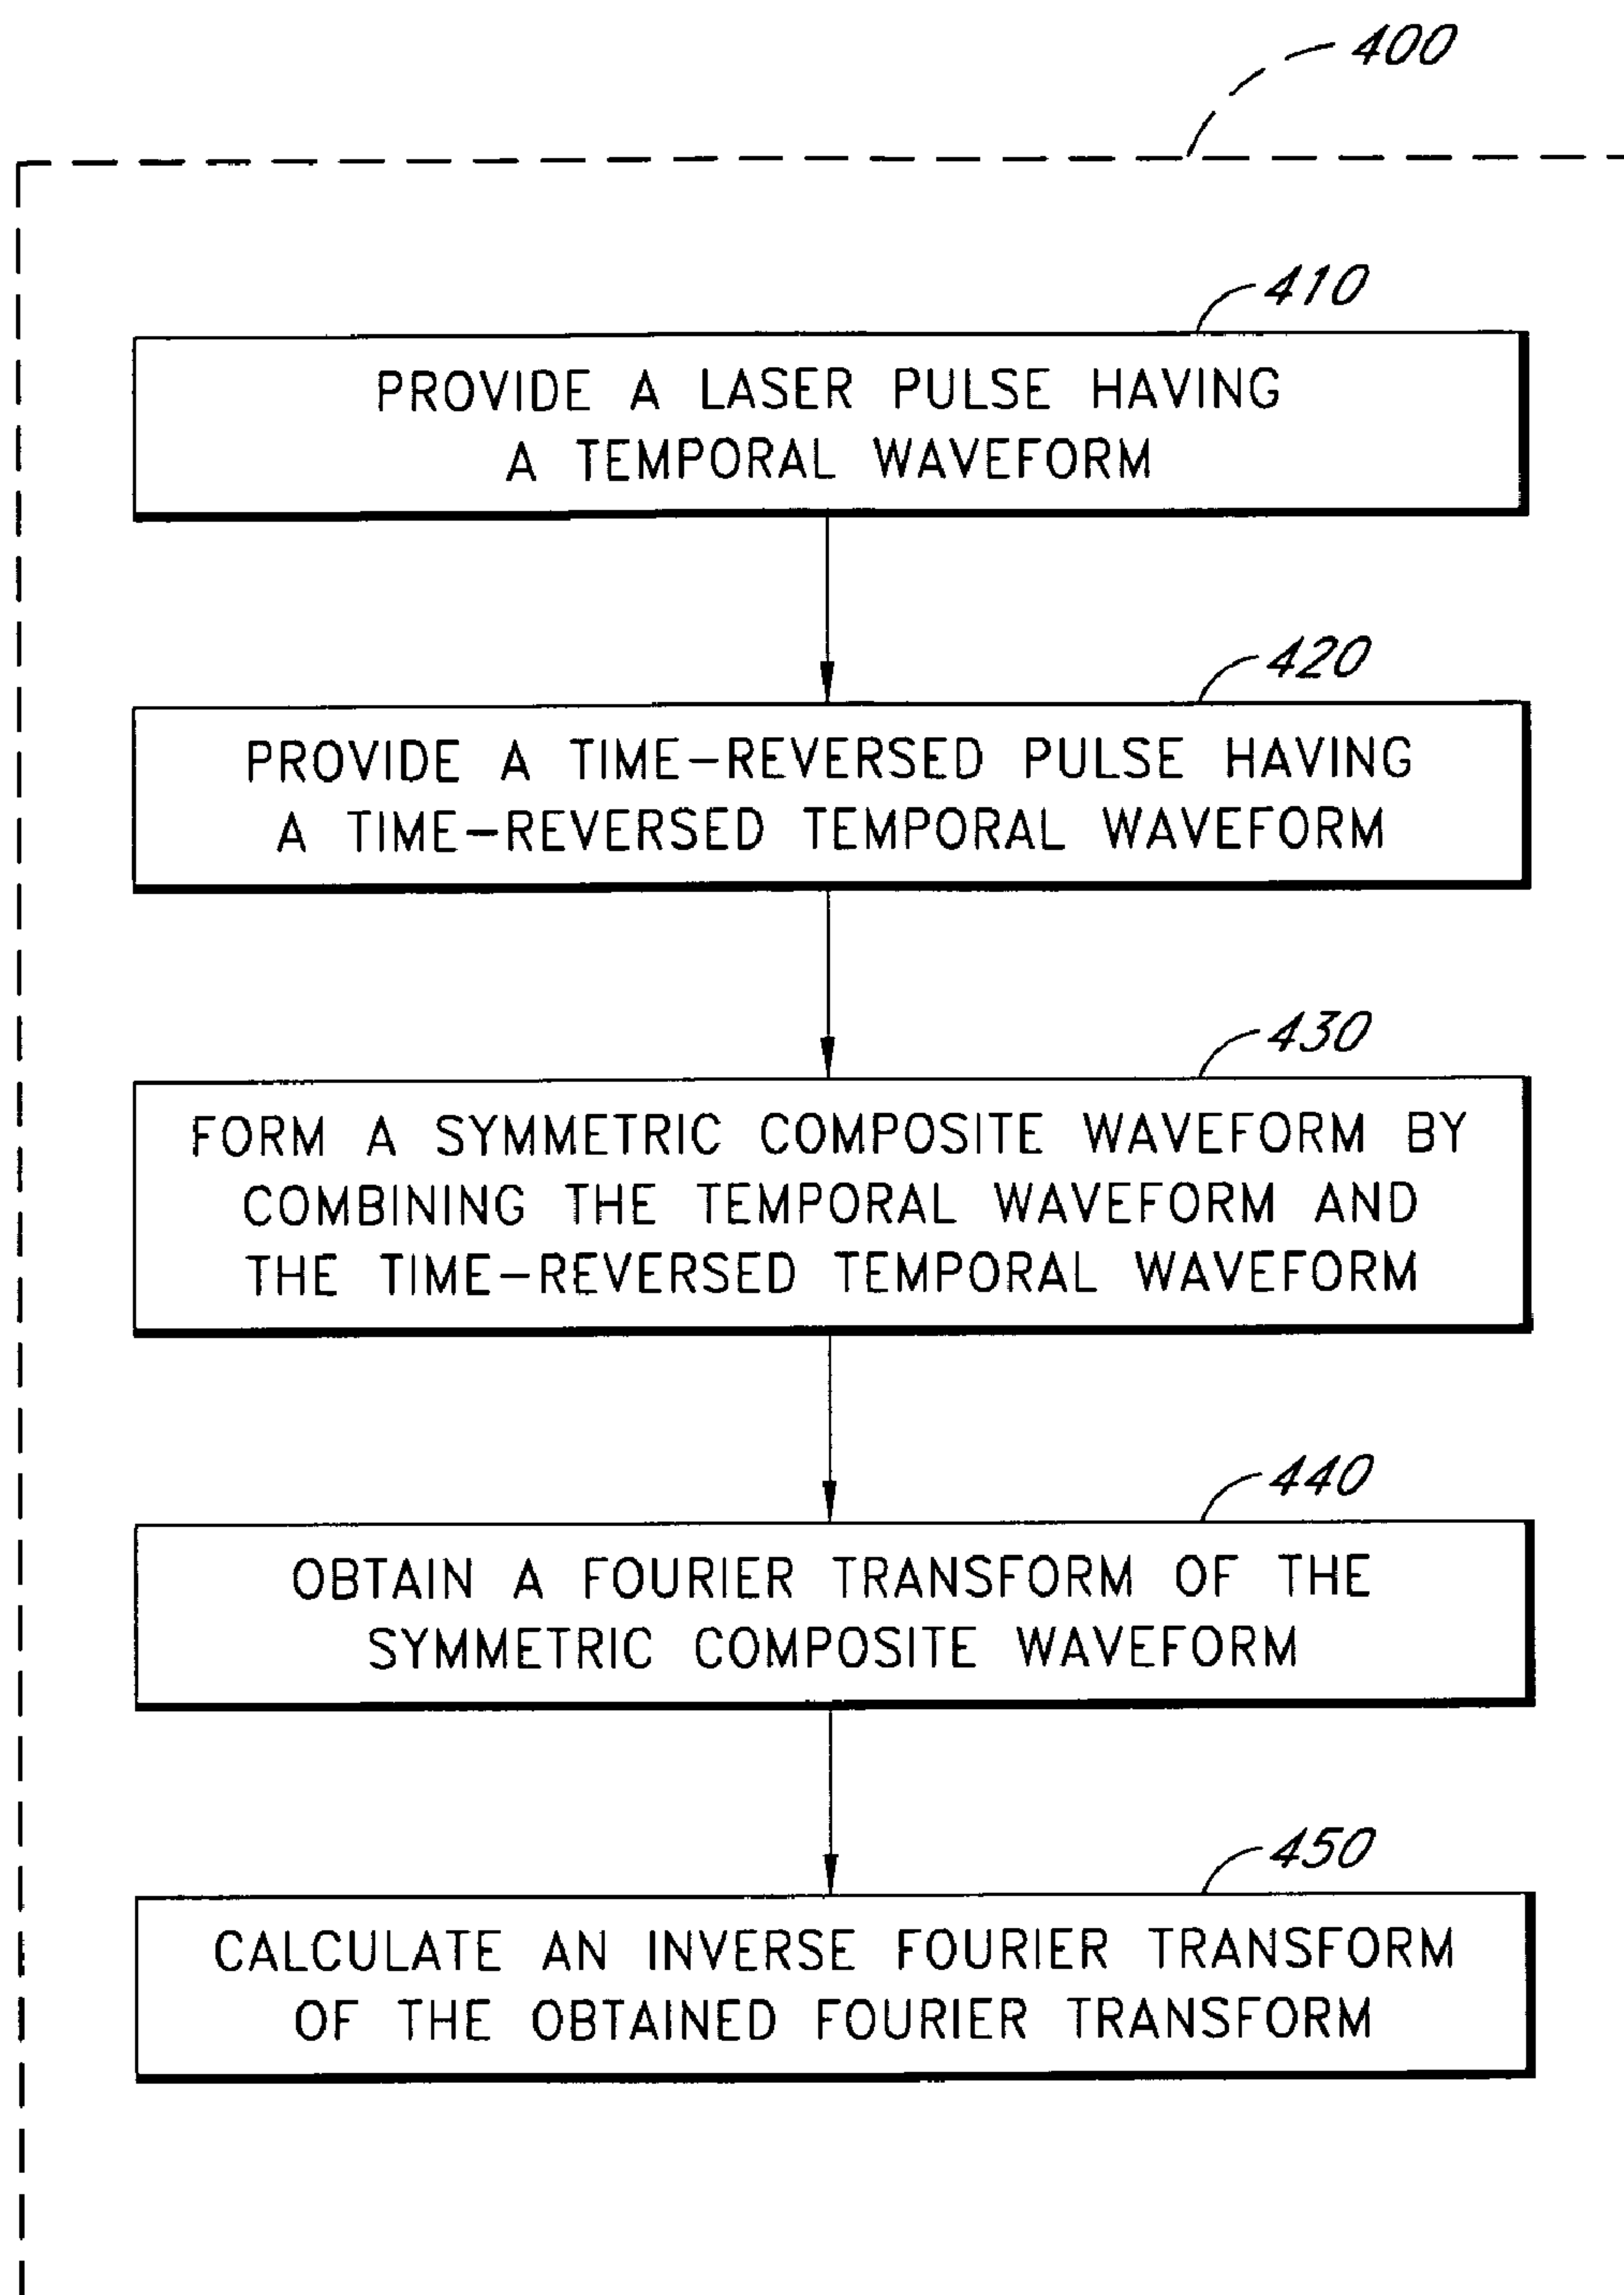 400
410
PROVIDE A LASER PULSE HAVING
A TEMPORAL WAVEFORM
420
PROVIDE A TIME-REVERSED PULSE HAVING
A TIME-REVERSED TEMPORAL WAVEFORM
430
FORM A SYMMETRIC COMPOSITE WAVEFORM BY
COMBINING THE TEMPORAL WAVEFORM AND
THE TIME-REVERSED TEMPORAL WAVEFORM
440
OBTAIN A FOURIER TRANSFORM OF THE
SYMMETRIC COMPOSITE WAVEFORM
450
CALCULATE AN INVERSE FOURIER TRANSFORM
OF THE OBTAINED FOURIER TRANSFORM